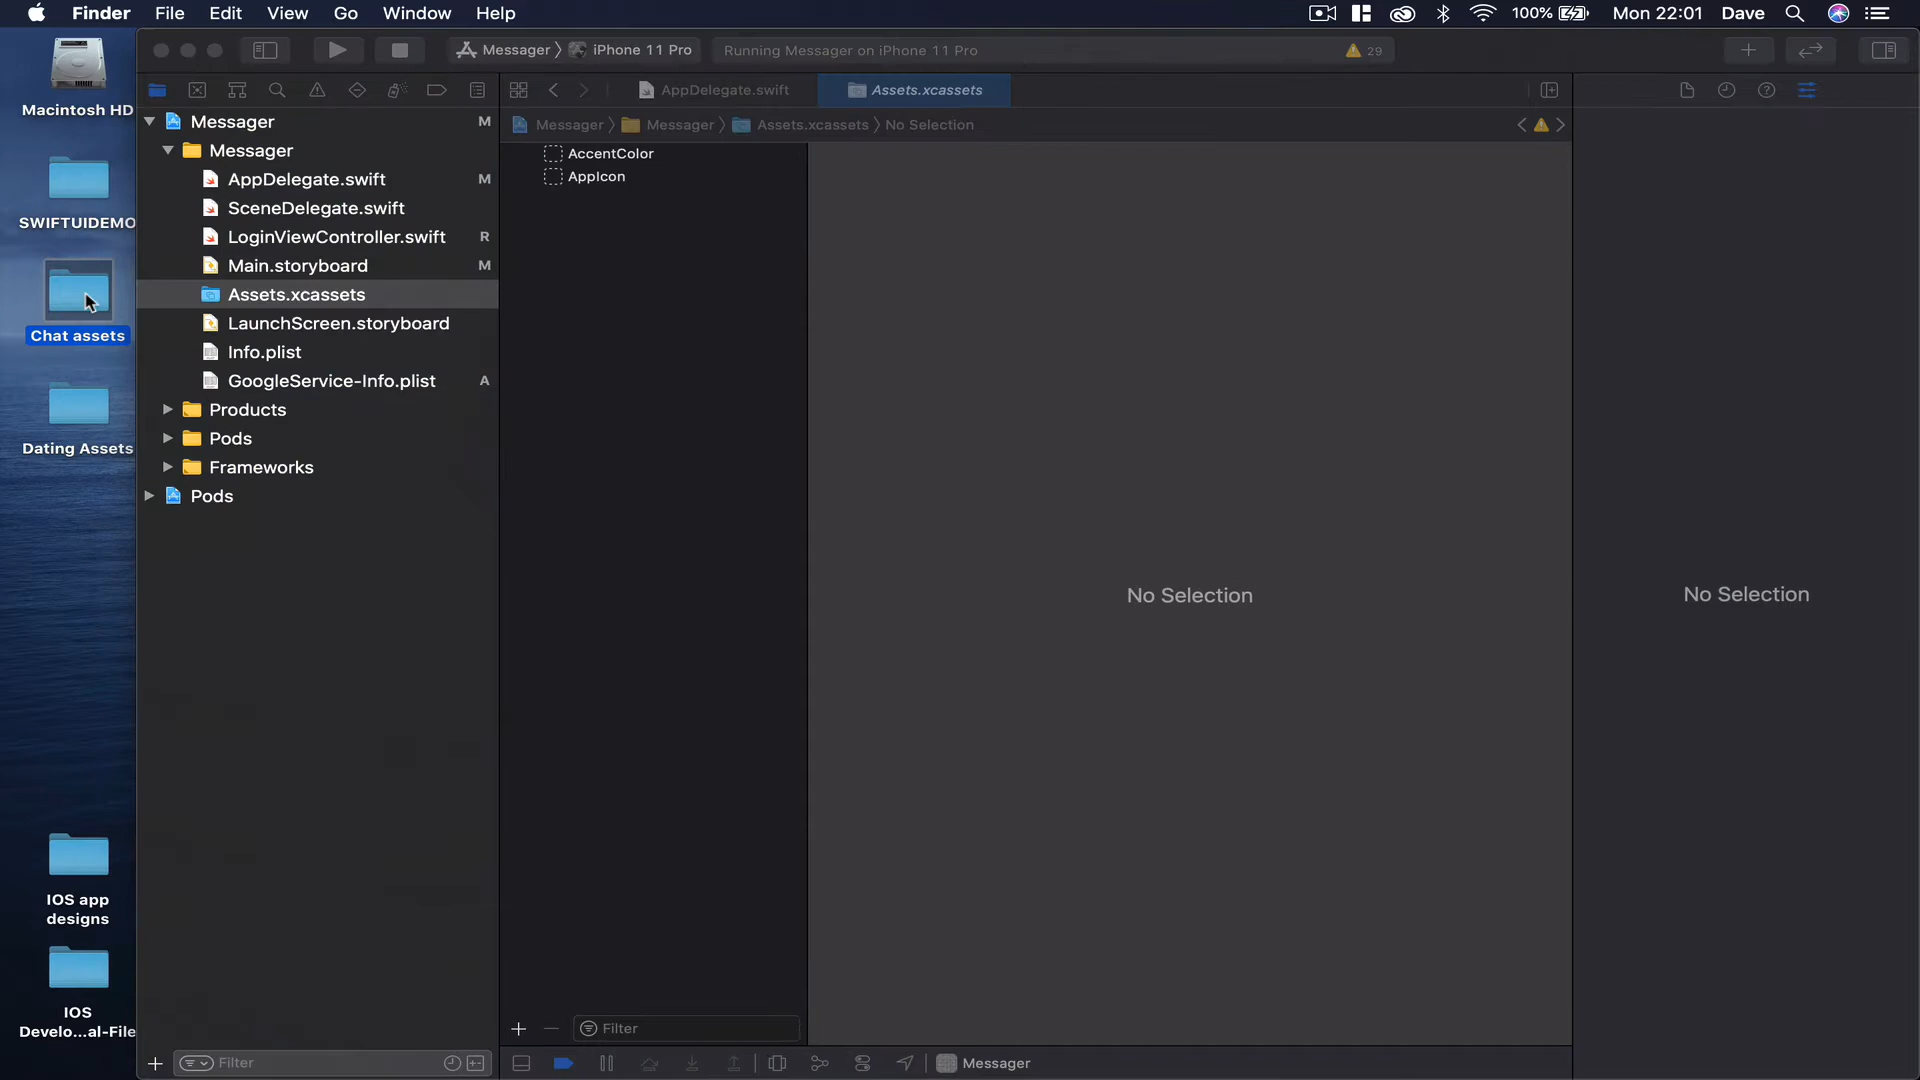 Finder File Edit View Go Window Help 100% Mon 22:01 Dave
Macintosh HD
SWIFTUIDEMO
Chat assets
Dating Assets
IOS app
designs
IOS
Develo...al-File
Messager iPhone 11 Pro Running Messager on iPhone 11 Pro 29
AppDelegate.swift Assets.xcassets
Messager M
Messager
AppDelegate.swift M
SceneDelegate.swift
LoginViewController.swift R
Main.storyboard M
Assets.xcassets
LaunchScreen.storyboard
Info.plist
GoogleService-Info.plist A
Products
Pods
Frameworks
Pods
Filter
Messager Messager Assets.xcassets No Selection
AccentColor
AppIcon
Filter
No Selection
No Selection
Messager